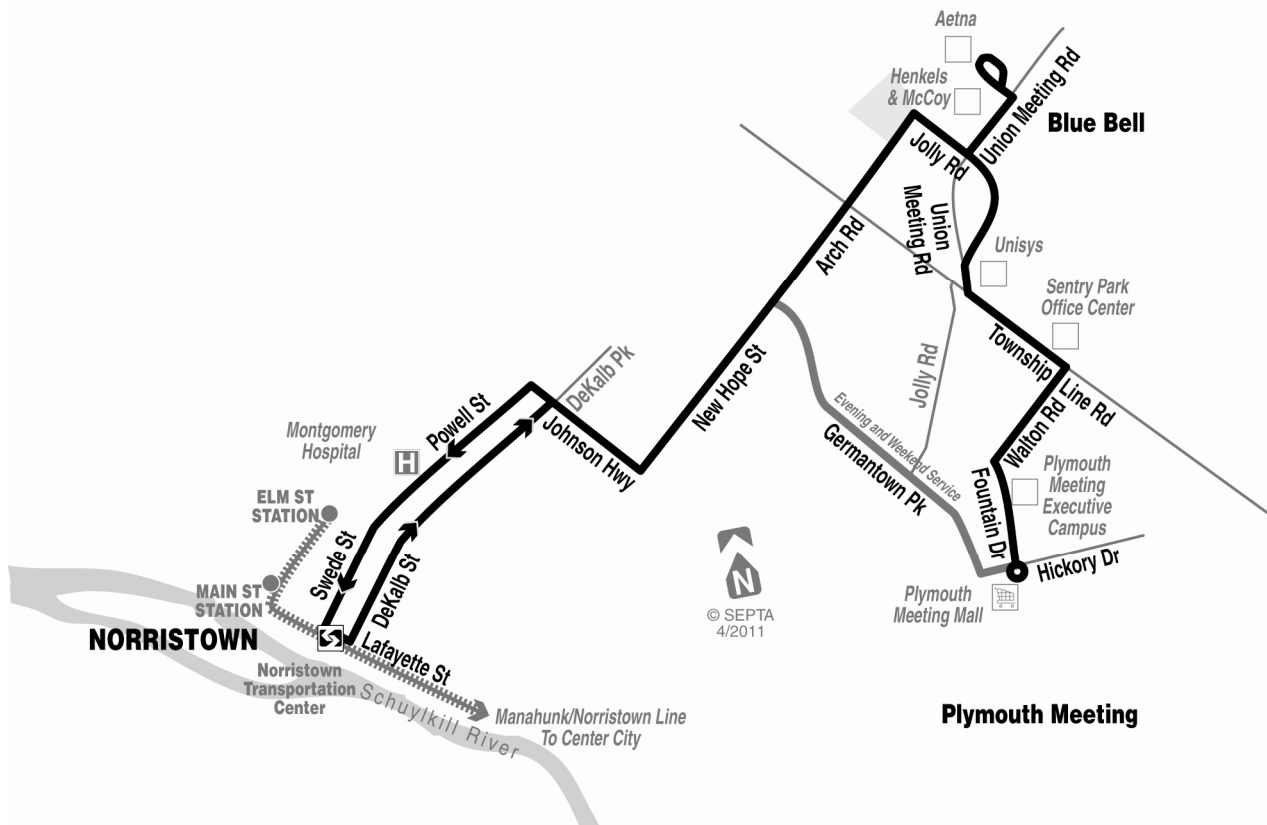 Aetna
Henkels
& McCoy
Union Meeting Rd
Blue Bell
Jolly Rd
Union
Meeting Rd
Arch Rd
Unisys
Sentry Park
Office Center
Township
Line Rd
Jolly Rd
New Hope St
DeKalb Pk
Powell St
Johnson Hwy
Montgomery
Hospital
H
Evening and Weekend Service
Germantown Pk
Walton Rd
Fountain Dr
Plymouth
Meeting
Executive
Campus
Hickory Dr
Plymouth
Meeting Mall
ELM ST
STATION
Swede St
DeKalb St
MAIN ST
STATION
NORRISTOWN
Lafayette St
Norristown
Transportation
Center
Schuylkill River
Manahunk/Norristown Line
To Center City
N
© SEPTA
4/2011
Plymouth Meeting